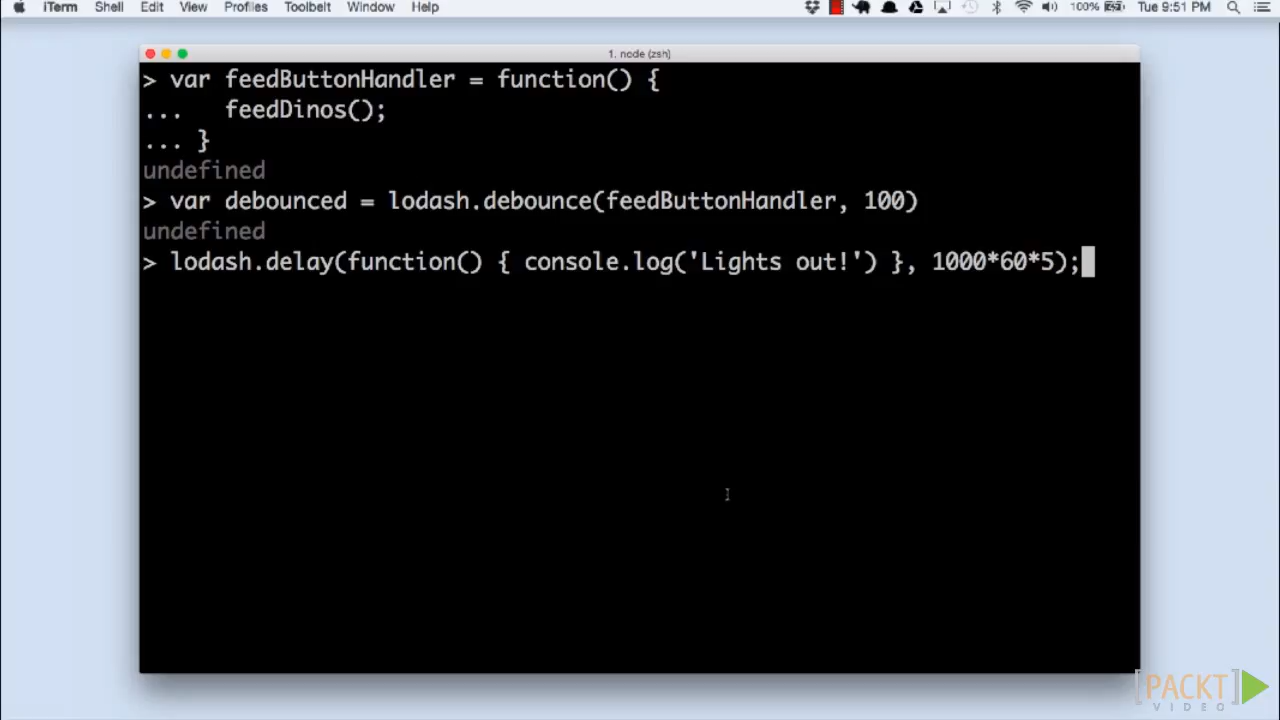 iTerm Shell Edit View Profiles Toolbelt Window Help 100% Tue 9:51 PM
1. node (zsh)
> var feedButtonHandler = function() {
... feedDinos();
... }
undefined
> var debounced = lodash.debounce(feedButtonHandler, 100)
undefined
> lodash.delay(function() { console.log('Lights out!') }, 1000*60*5);
[PACKT]
VIDEO